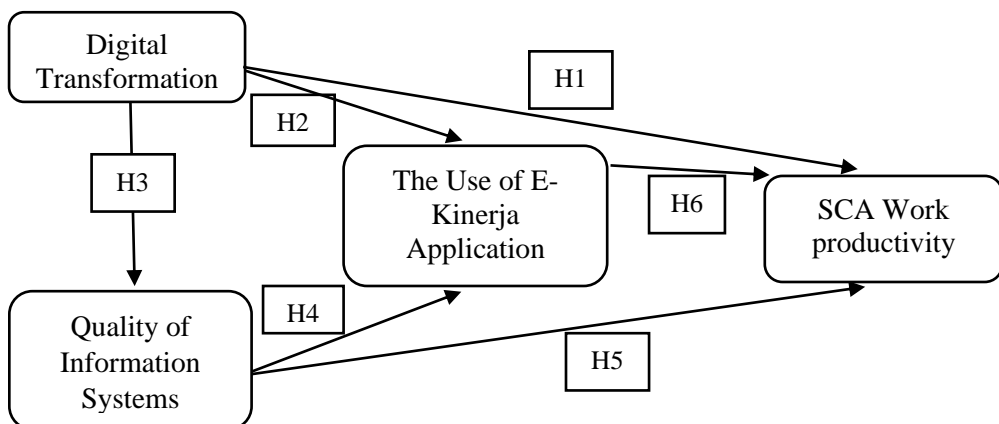 Digital
Transformation
H1
H2
H3
The Use of E-
Kinerja
Application
H6
SCA Work
productivity
H4
Quality of
Information
Systems
H5